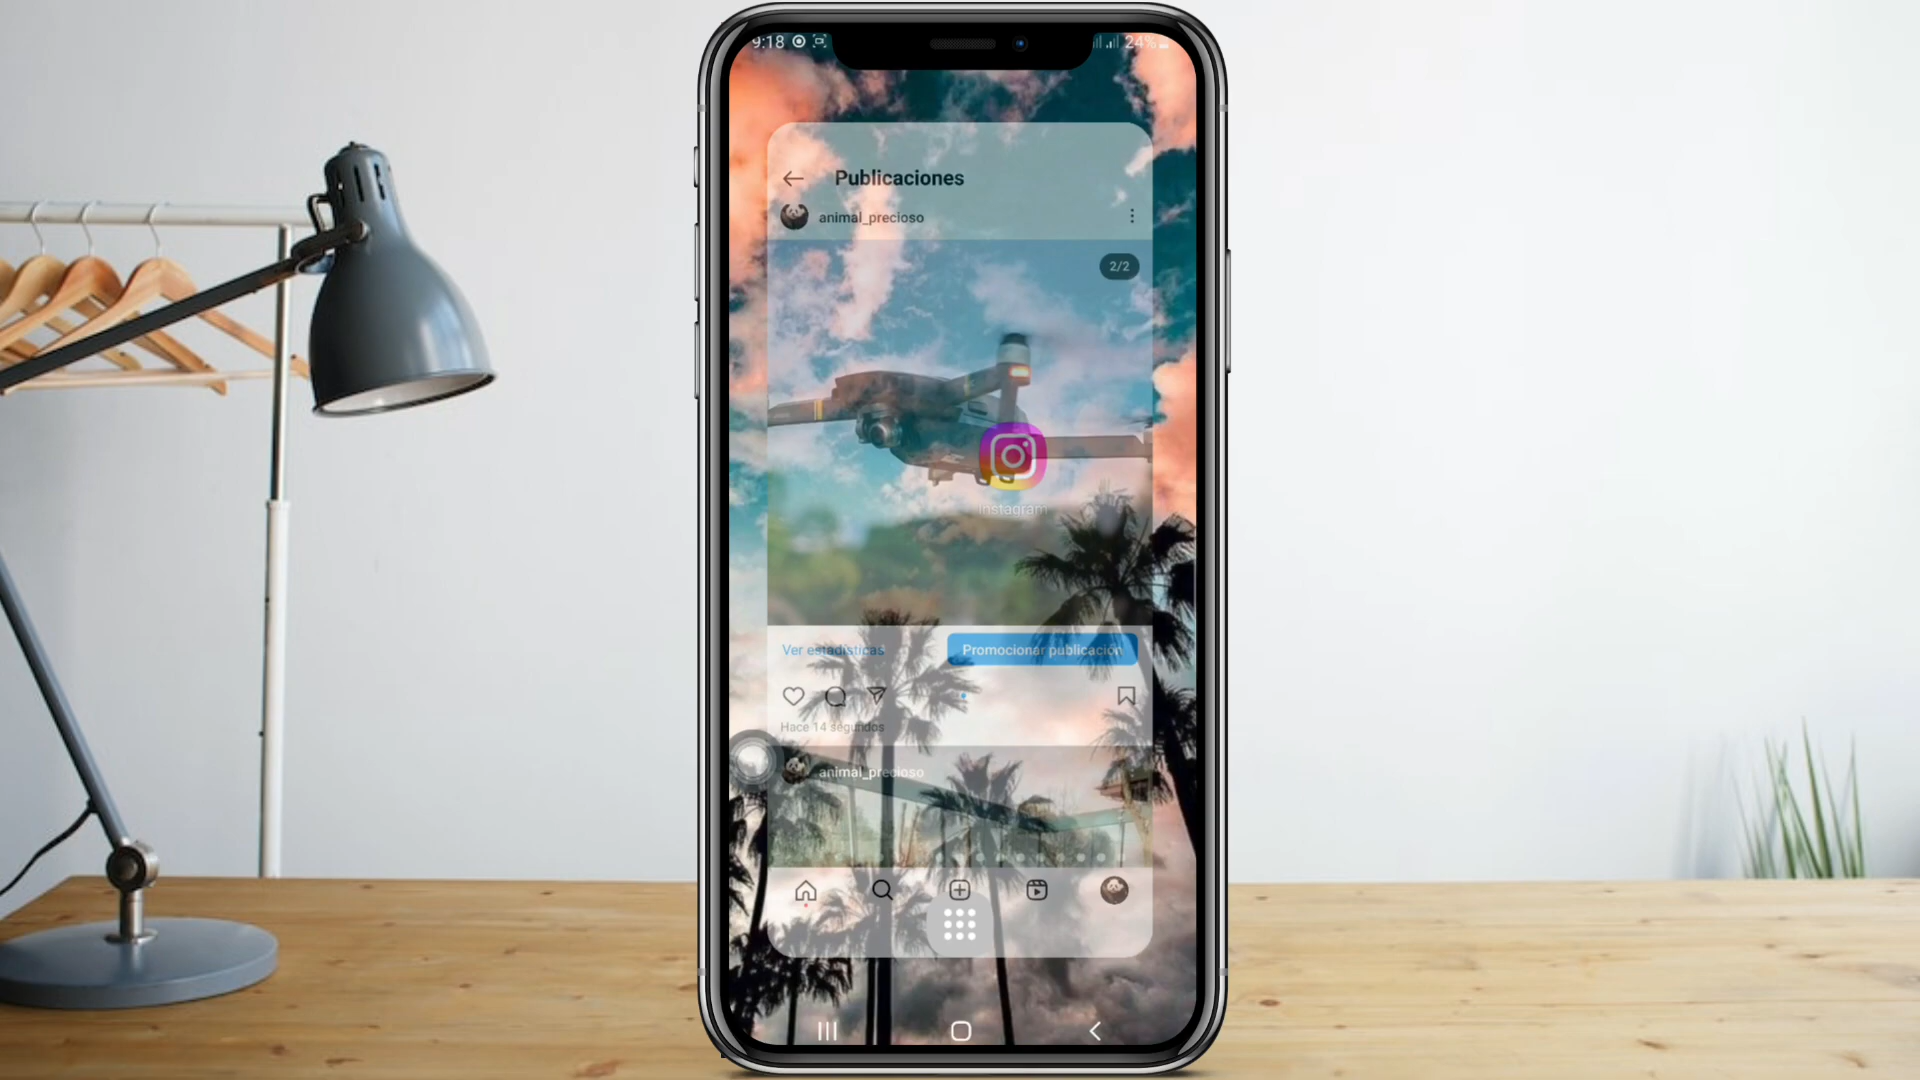 9:18
24%
Publicaciones
animal_precioso
2/2
Instagram
Ver estadísticas
Promocionar publicación
Hace 14 segundos
animal_precioso